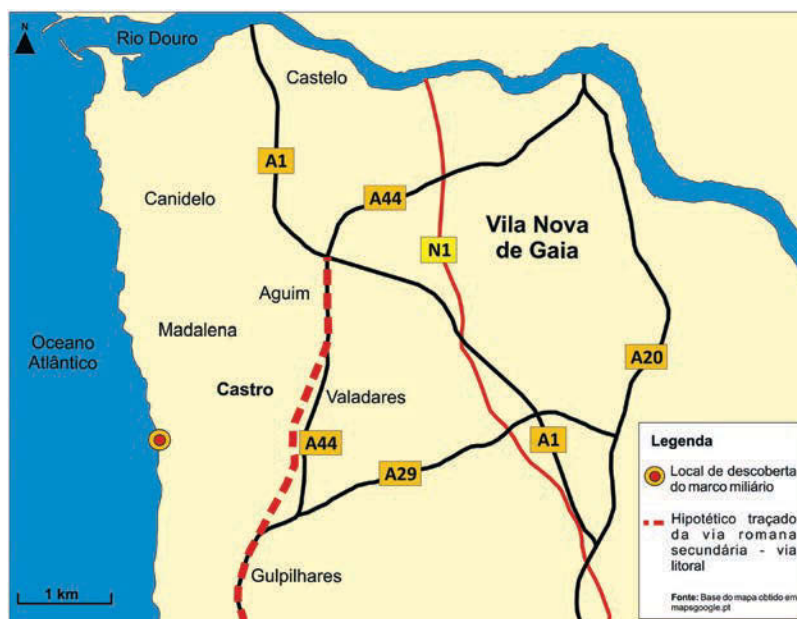 N
Rio Douro
Castelo
A1
Canidelo
A44
Vila Nova
de Gaia
N1
Aguim
Madalena
Oceano
Atlântico
A20
Castro
Valadares
A44
A1
A29
Gulpilhares
1 km
Legenda
Local de descoberta
do marco miliário
Hipotético traçado
da via romana
secundária - via
litoral
Fonte: Base do mapa obtido em
mapsgoogle.pt